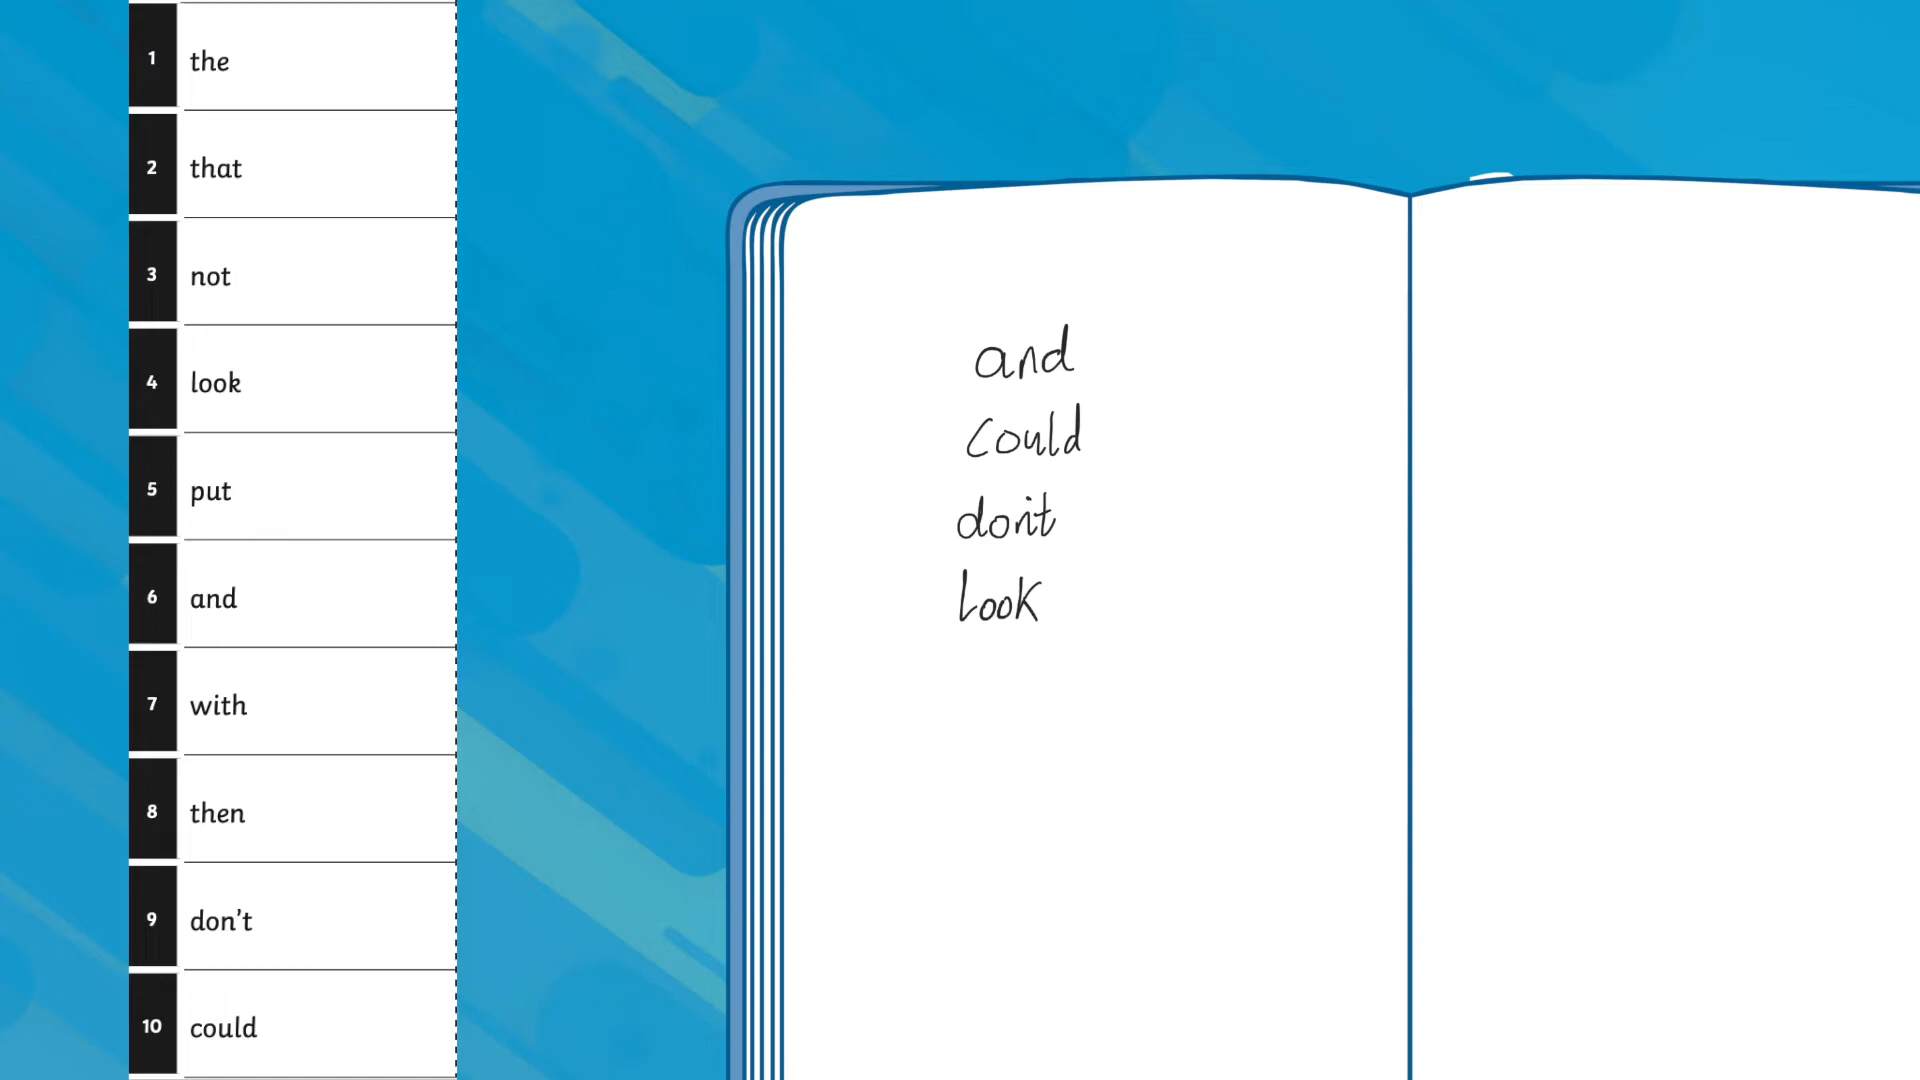 1 the
2 that
3 not
4 look
5 put
6 and
7 with
8 then
9 don't
10 could
and
could
don't
look